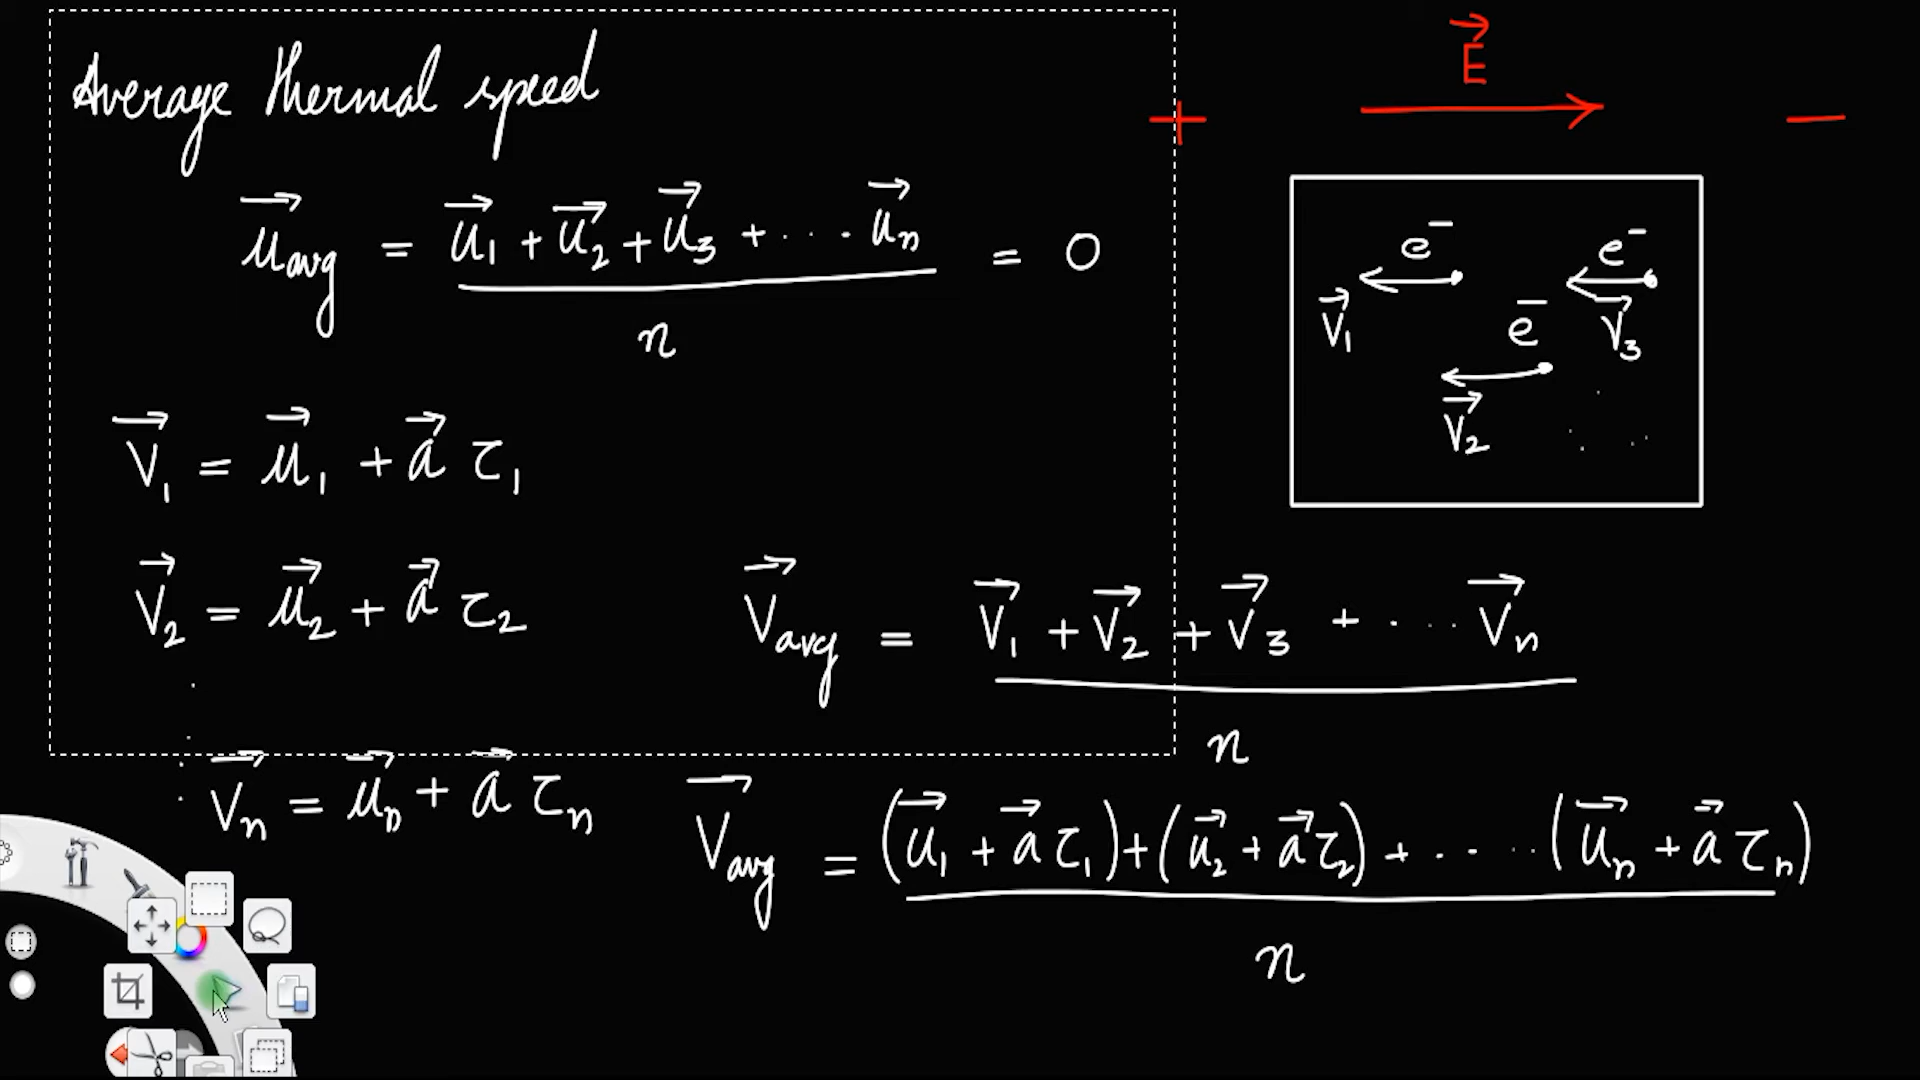 Average thermal speed
+ E⃗ −
u⃗avg = (u⃗1 + u⃗2 + u⃗3 + ··· · u⃗n) / n = 0
e⁻ e⁻
V⃗1 e⁻ V⃗3
V⃗2
V⃗1 = u⃗1 + a⃗ τ1
V⃗2 = u⃗2 + a⃗ τ2
V⃗avg = (V⃗1 + V⃗2 + V⃗3 + · ··· V⃗n) / n
V⃗n = u⃗n + a⃗ τn
V⃗avg = ((u⃗1 + a⃗ τ1) + (u⃗2 + a⃗ τ2) + · · ·· (u⃗n + a⃗ τn)) / n